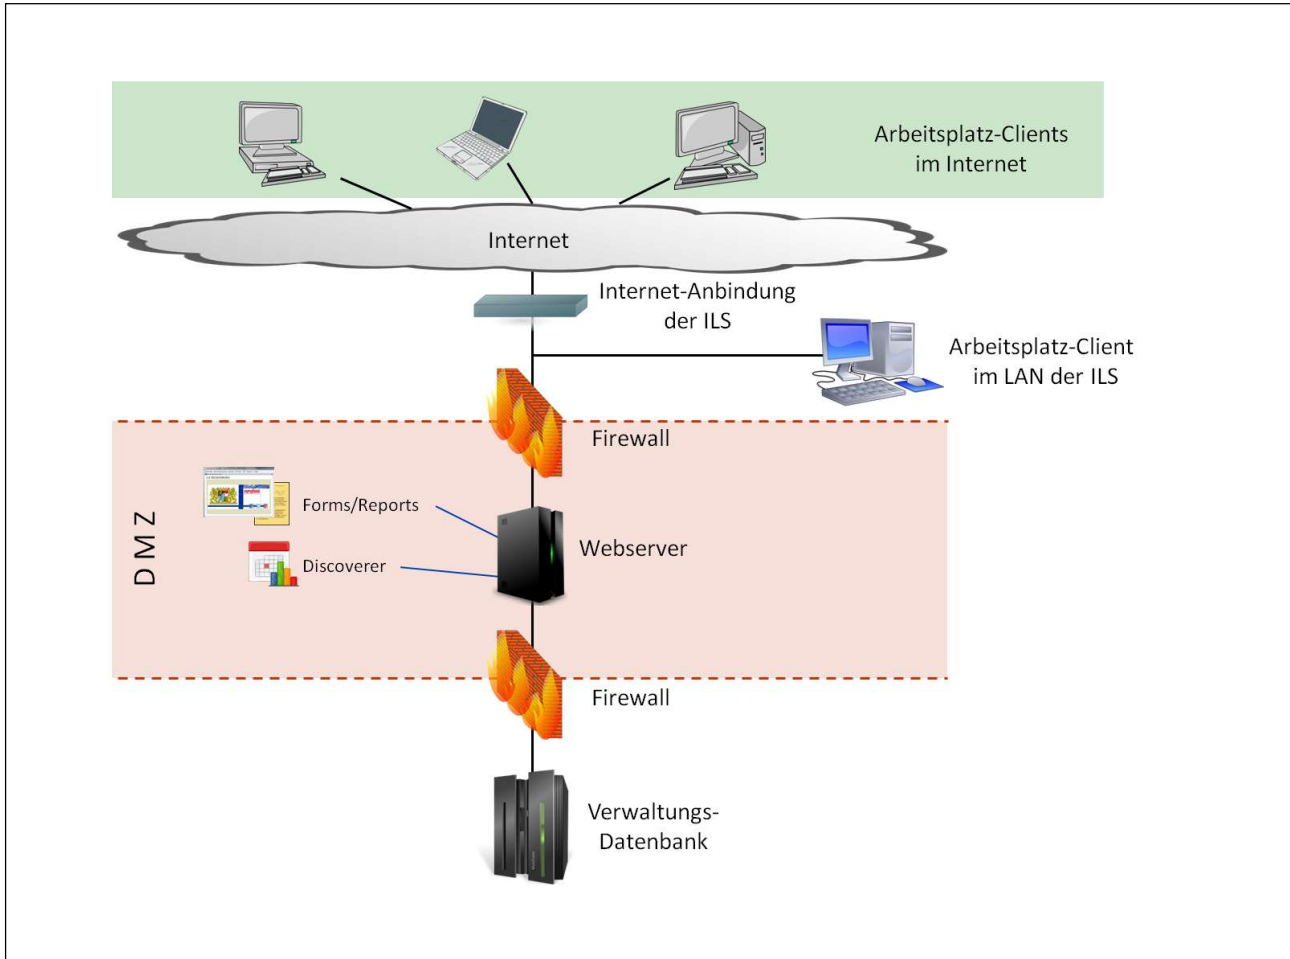 Arbeitsplatz-Clients
im Internet
Internet
Internet-Anbindung
der ILS
Arbeitsplatz-Client
im LAN der ILS
Firewall
Forms/Reports
DMZ
Webserver
Discoverer
Firewall
Verwaltungs-
Datenbank